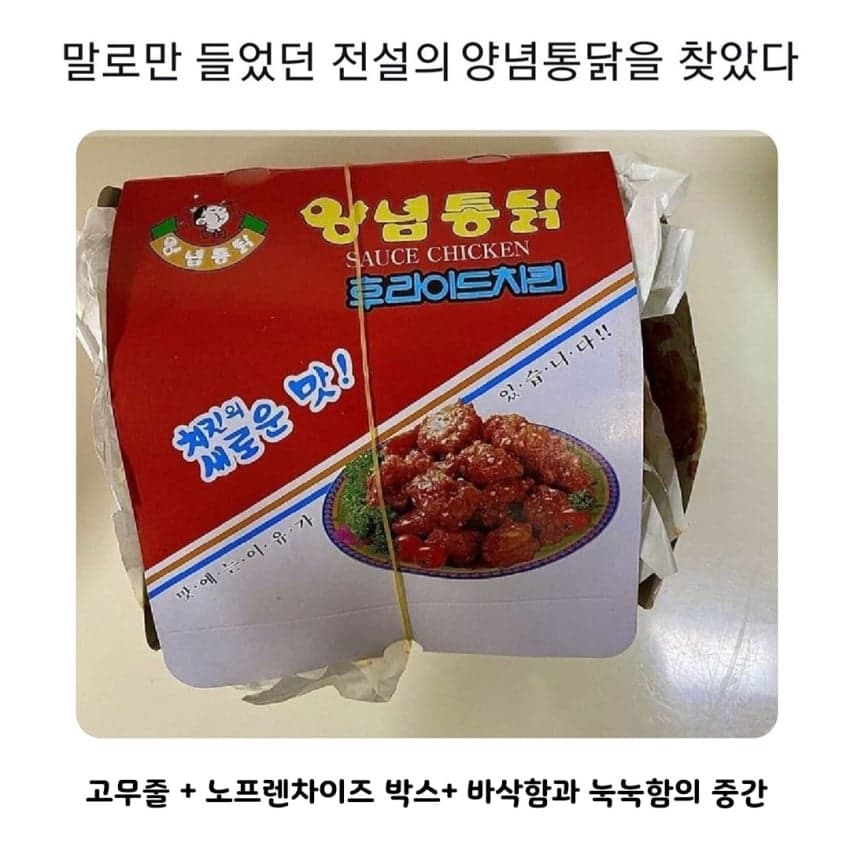 말로만 들었던 전설의 양념통닭을 찾았다
양념통닭
양념통닭
SAUCE CHICKEN
후라이드치킨
치킨의
새로운 맛!
맛·에·는·이·유·가
있·습·니·다!!
고무줄 + 노프렌차이즈 박스+ 바삭함과 눅눅함의 중간